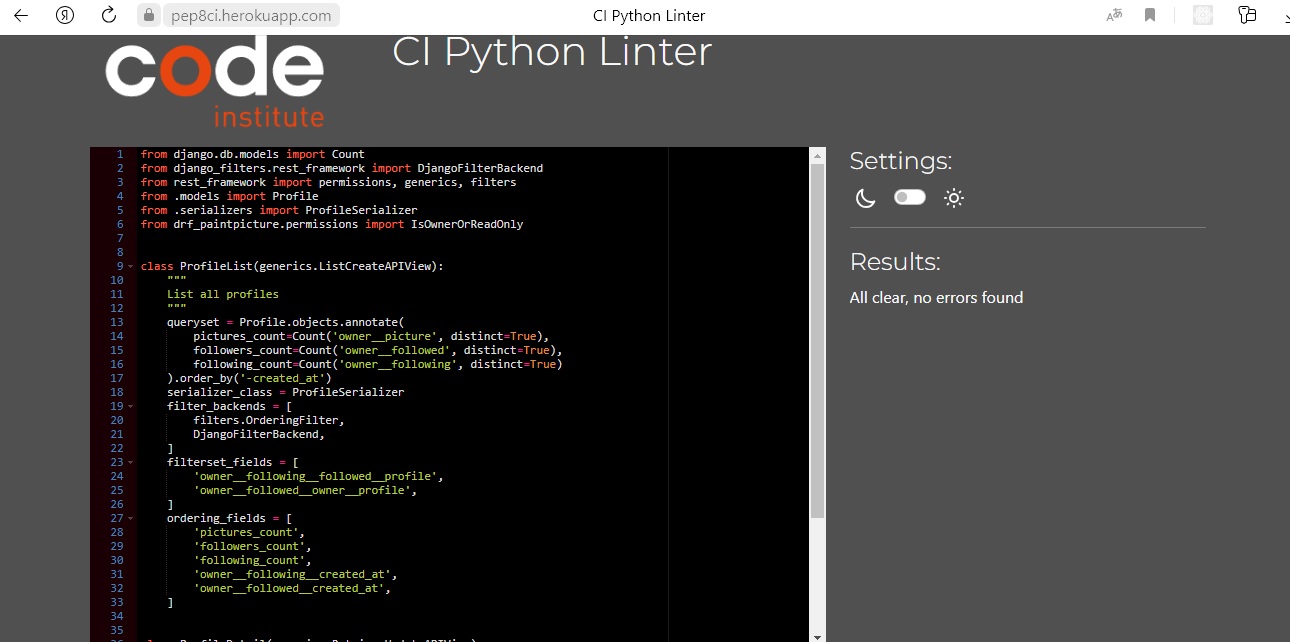 pep8ci.herokuapp.com
CI Python Linter
code
institute
CI Python Linter
1 from django.db.models import Count
2 from django_filters.rest_framework import DjangoFilterBackend
3 from rest_framework import permissions, generics, filters
4 from .models import Profile
5 from .serializers import ProfileSerializer
6 from drf_paintpicture.permissions import IsOwnerOrReadOnly
7
8
9 class ProfileList(generics.ListCreateAPIView):
10 """
11 List all profiles
12 """
13 queryset = Profile.objects.annotate(
14 pictures_count=Count('owner__picture', distinct=True),
15 followers_count=Count('owner__followed', distinct=True),
16 following_count=Count('owner__following', distinct=True)
17 ).order_by('-created_at')
18 serializer_class = ProfileSerializer
19 filter_backends = [
20 filters.OrderingFilter,
21 DjangoFilterBackend,
22 ]
23 filterset_fields = [
24 'owner__following__followed__profile',
25 'owner__followed__owner__profile',
26 ]
27 ordering_fields = [
28 'pictures_count',
29 'followers_count',
30 'following_count',
31 'owner__following__created_at',
32 'owner__followed__created_at',
33 ]
34
35
Settings:
Results:
All clear, no errors found